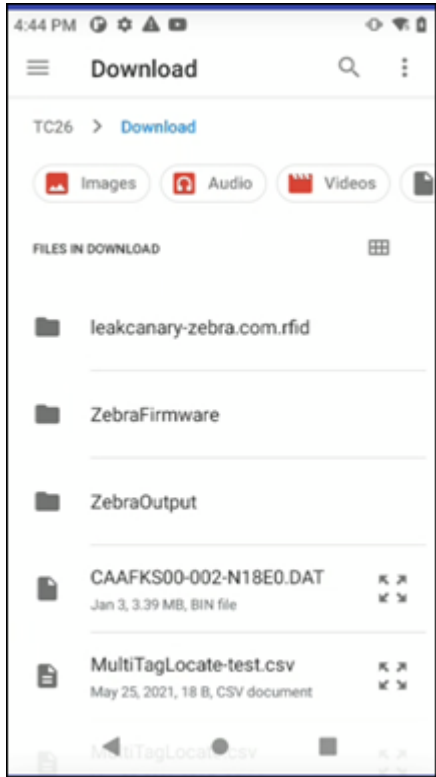 4:44 PM
Download
TC26 > Download
Images
Audio
Videos
FILES IN DOWNLOAD
leakcanary-zebra.com.rfid
ZebraFirmware
ZebraOutput
CAAFKS00-002-N18E0.DAT
Jan 3, 3.39 MB, BIN file
MultiTagLocate-test.csv
May 25, 2021, 18 B, CSV document
MultiTagLocate.csv